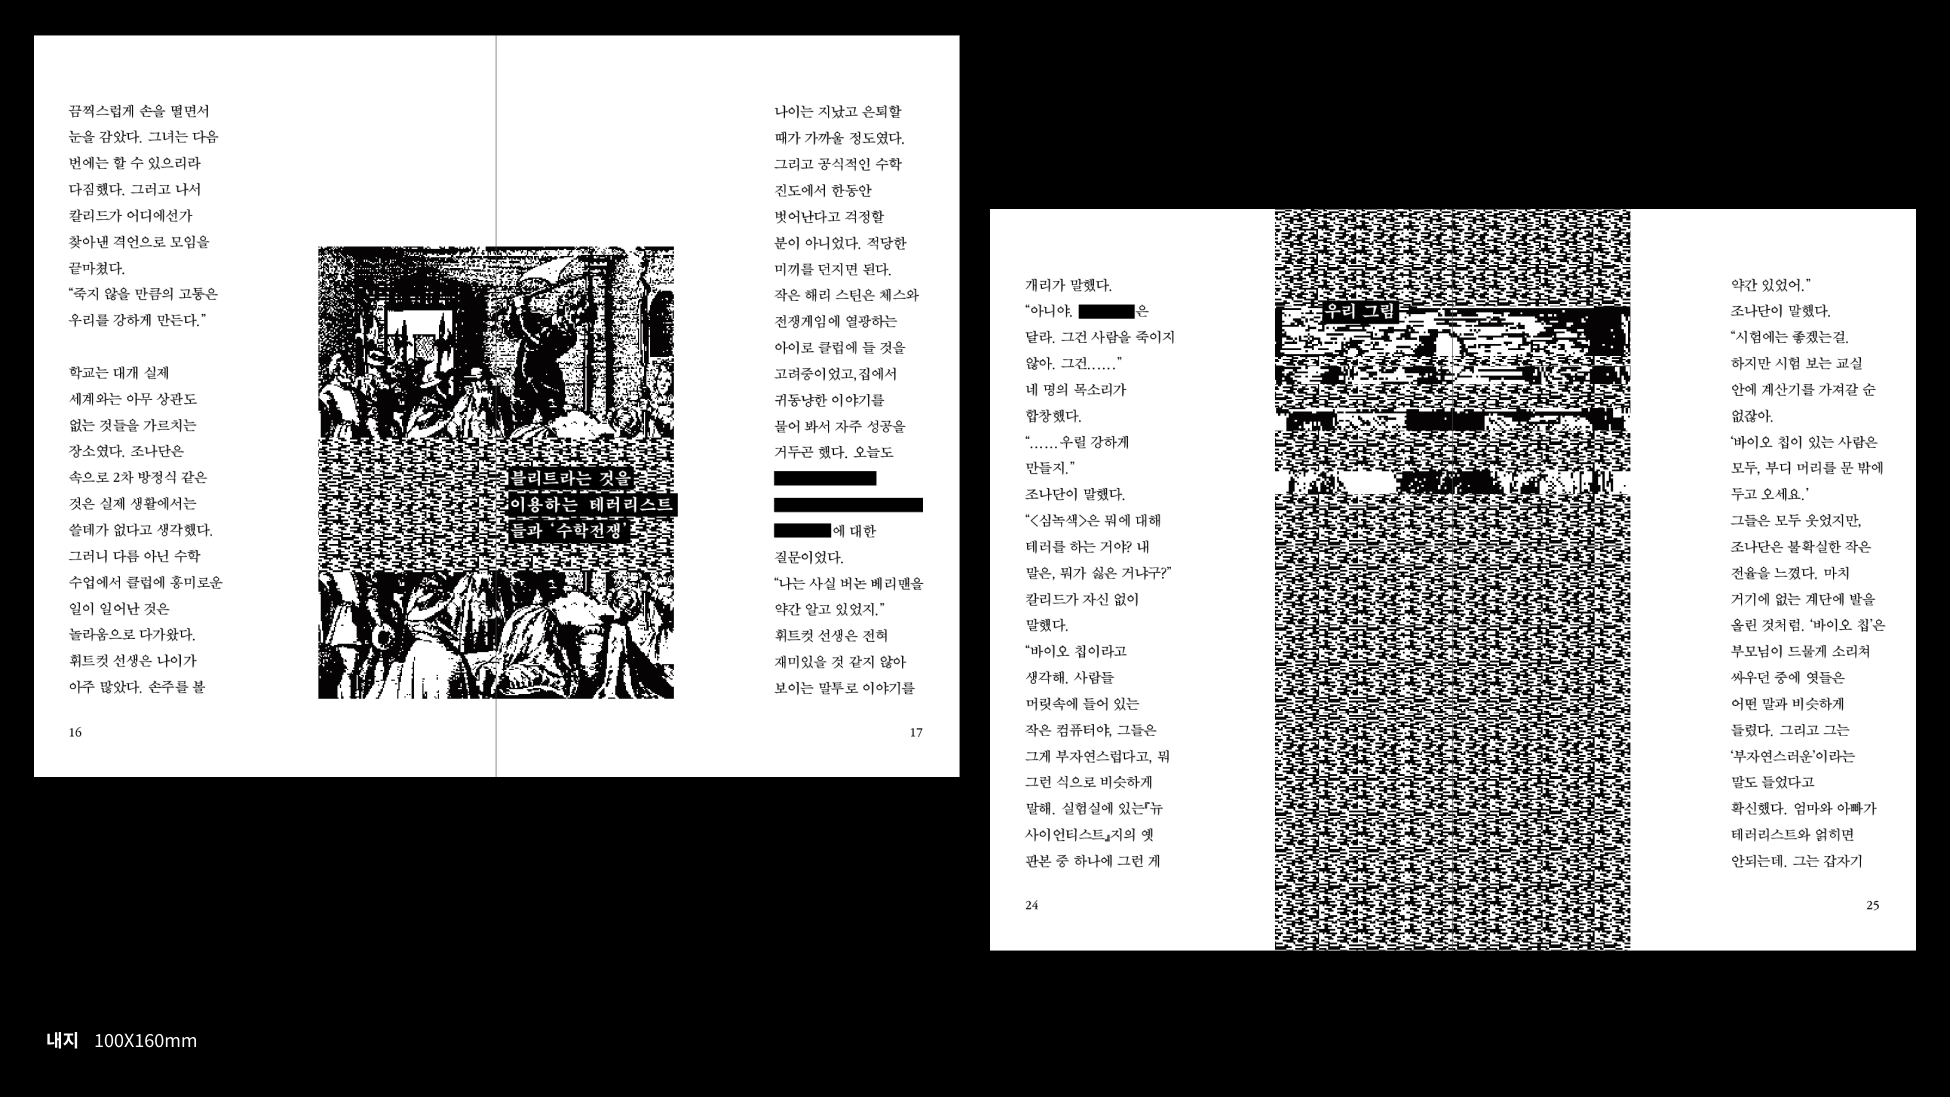 끔찍스럽게 손을 떨면서
눈을 감았다. 그녀는 다음
번에는 할 수 있으리라
다짐했다. 그러고 나서
칼리드가 어디에선가
찾아낸 격언으로 모임을
끝마쳤다.
“죽지 않을 만큼의 고통은
우리를 강하게 만든다.”
학교는 대개 실제
세계와는 아무 상관도
없는 것들을 가르치는
장소였다. 조나단은
속으로 2차 방정식 같은
것은 실제 생활에서는
쓸데가 없다고 생각했다.
그러니 다름 아닌 수학
수업에서 클럽에 흥미로운
일이 일어난 것은
놀라움으로 다가왔다.
휘트컷 선생은 나이가
아주 많았다. 손주를 볼
16
블리트라는 것을
이용하는 테러리스트
들과 ‘수학전쟁’
나이는 지났고 은퇴할
때가 가까울 정도였다.
그리고 공식적인 수학
진도에서 한동안
벗어난다고 걱정할
분이 아니었다. 적당한
미끼를 던지면 된다.
작은 해리 스틴은 체스와
전쟁게임에 열광하는
아이로 클럽에 들 것을
고려중이었고, 집에서
귀동냥한 이야기를
물어 봐서 자주 성공을
거두곤 했다. 오늘도
에 대한
질문이었다.
“나는 사실 버논 베리맨을
약간 알고 있었지.”
휘트컷 선생은 전혀
재미있을 것 같지 않아
보이는 말투로 이야기를
17
개리가 말했다.
“아니야. 은
달라. 그건 사람을 죽이지
않아. 그건……”
네 명의 목소리가
합창했다.
“……우릴 강하게
만들지.”
조나단이 말했다.
“<심녹색>은 뭐에 대해
테러를 하는 거야? 내
말은, 뭐가 싫은 거냐구?”
칼리드가 자신 없이
말했다.
“바이오 칩이라고
생각해. 사람들
머릿속에 들어 있는
작은 컴퓨터야, 그들은
그게 부자연스럽다고, 뭐
그런 식으로 비슷하게
말해. 실험실에 있는『뉴
사이언티스트』지의 옛
판본 중 하나에 그런 게
24
우리 그림
약간 있었어.”
조나단이 말했다.
“시험에는 좋겠는걸.
하지만 시험 보는 교실
안에 계산기를 가져갈 순
없잖아.
‘바이오 칩이 있는 사람은
모두, 부디 머리를 문 밖에
두고 오세요.’
그들은 모두 웃었지만,
조나단은 불확실한 작은
전율을 느꼈다. 마치
거기에 없는 계단에 발을
올린 것처럼. ‘바이오 칩’은
부모님이 드물게 소리쳐
싸우던 중에 엿들은
어떤 말과 비슷하게
들렸다. 그리고 그는
‘부자연스러운’이라는
말도 들었다고
확신했다. 엄마와 아빠가
테러리스트와 얽히면
안되는데. 그는 갑자기
25
내지 100X160mm